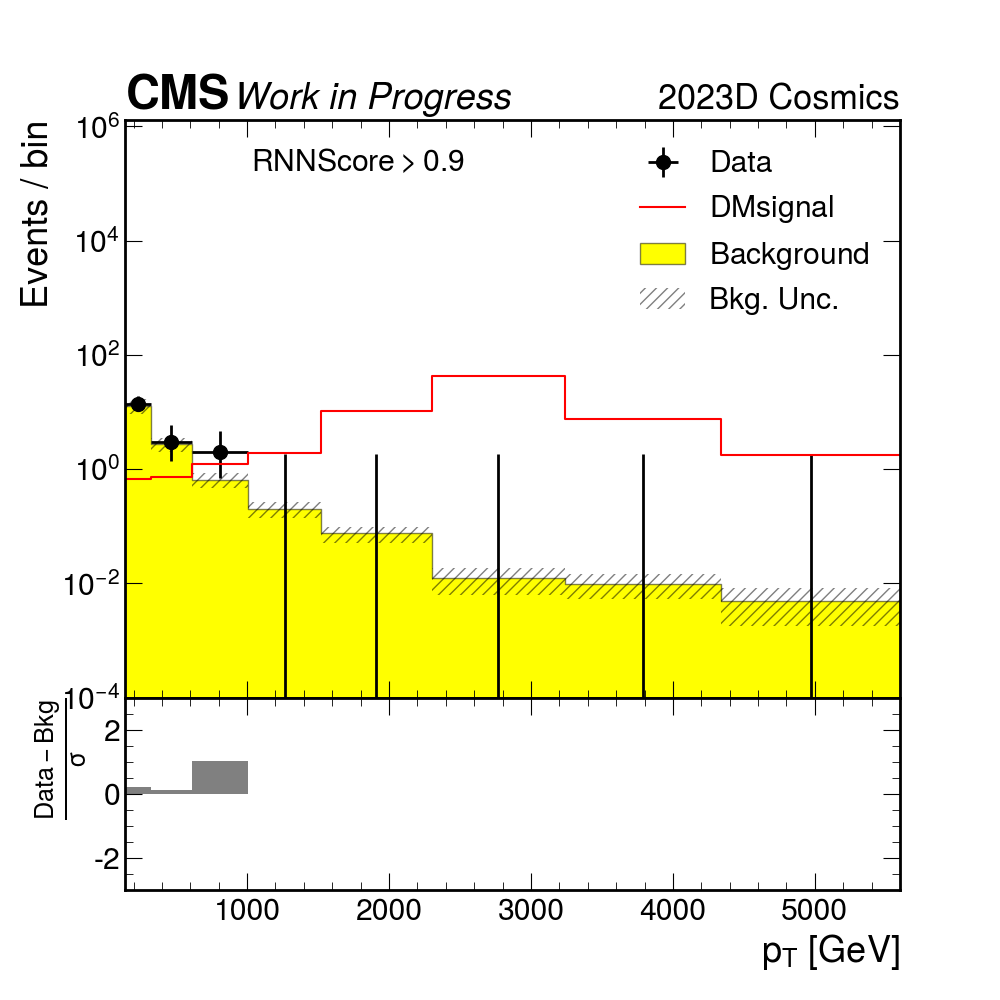 CMS Work in Progress 2023D Cosmics
Events / bin
RNNScore > 0.9
Data
DMsignal
Background
Bkg. Unc.
10⁶
10⁴
10²
10⁰
10⁻²
10⁻⁴
Data − Bkg
σ
2
0
-2
1000 2000 3000 4000 5000
p_T [GeV]